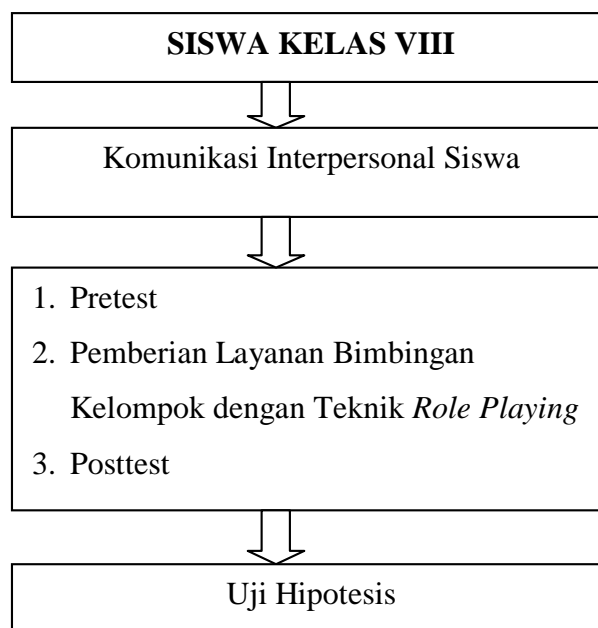 SISWA KELAS VIII
Komunikasi Interpersonal Siswa
1. Pretest
2. Pemberian Layanan Bimbingan
Kelompok dengan Teknik Role Playing
3. Posttest
Uji Hipotesis